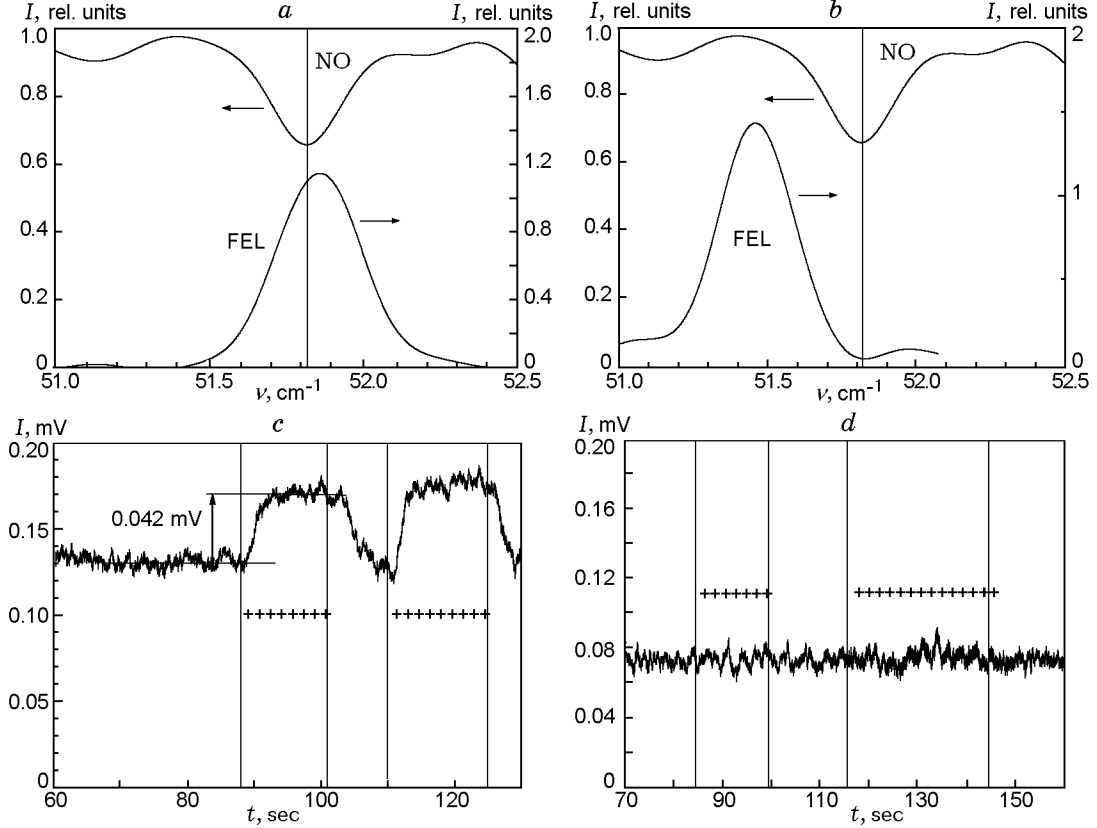 I, rel. units a I, rel. units
1.0 2.0
NO
0.8 1.6
0.6 1.2
0.4 0.8
FEL
0.2 0.4
0 0
51.0 51.5 52.0 52.5
ν, cm-1
I, rel. units b I, rel. units
1.0 2
NO
0.8
0.6
1
0.4
FEL
0.2
0 0
51.0 51.5 52.0 52.5
ν, cm-1
I, mV c
0.20
0.15
0.042 mV
0.10
+++++++ ++++++++
0.05
0
60 80 100 120
t, sec
I, mV d
0.20
0.16
0.12
+++++++ +++++++++++++
0.08
0.04
0
70 90 110 130 150
t, sec